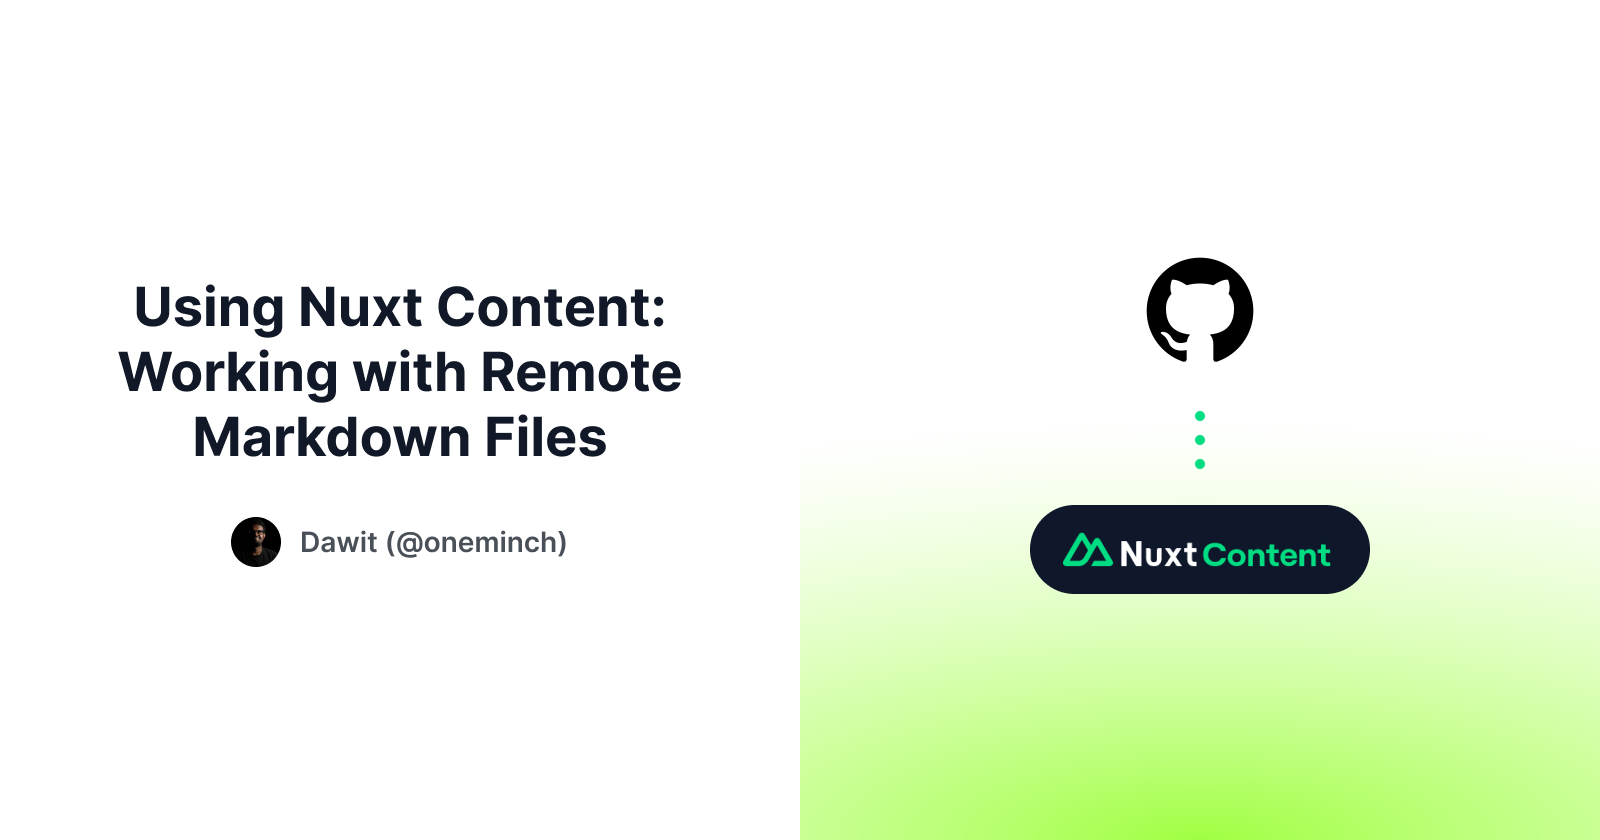 Using Nuxt Content:
Working with Remote
Markdown Files
Dawit (@oneminch)
Nuxt Content